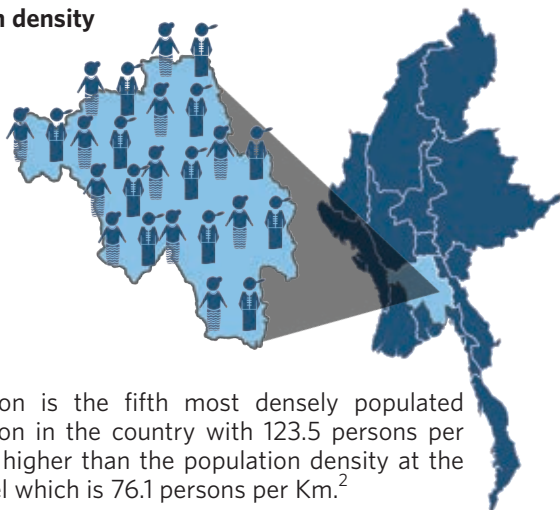 n density
on is the fifth most densely populated
on in the country with 123.5 persons per
higher than the population density at the
el which is 76.1 persons per Km.²